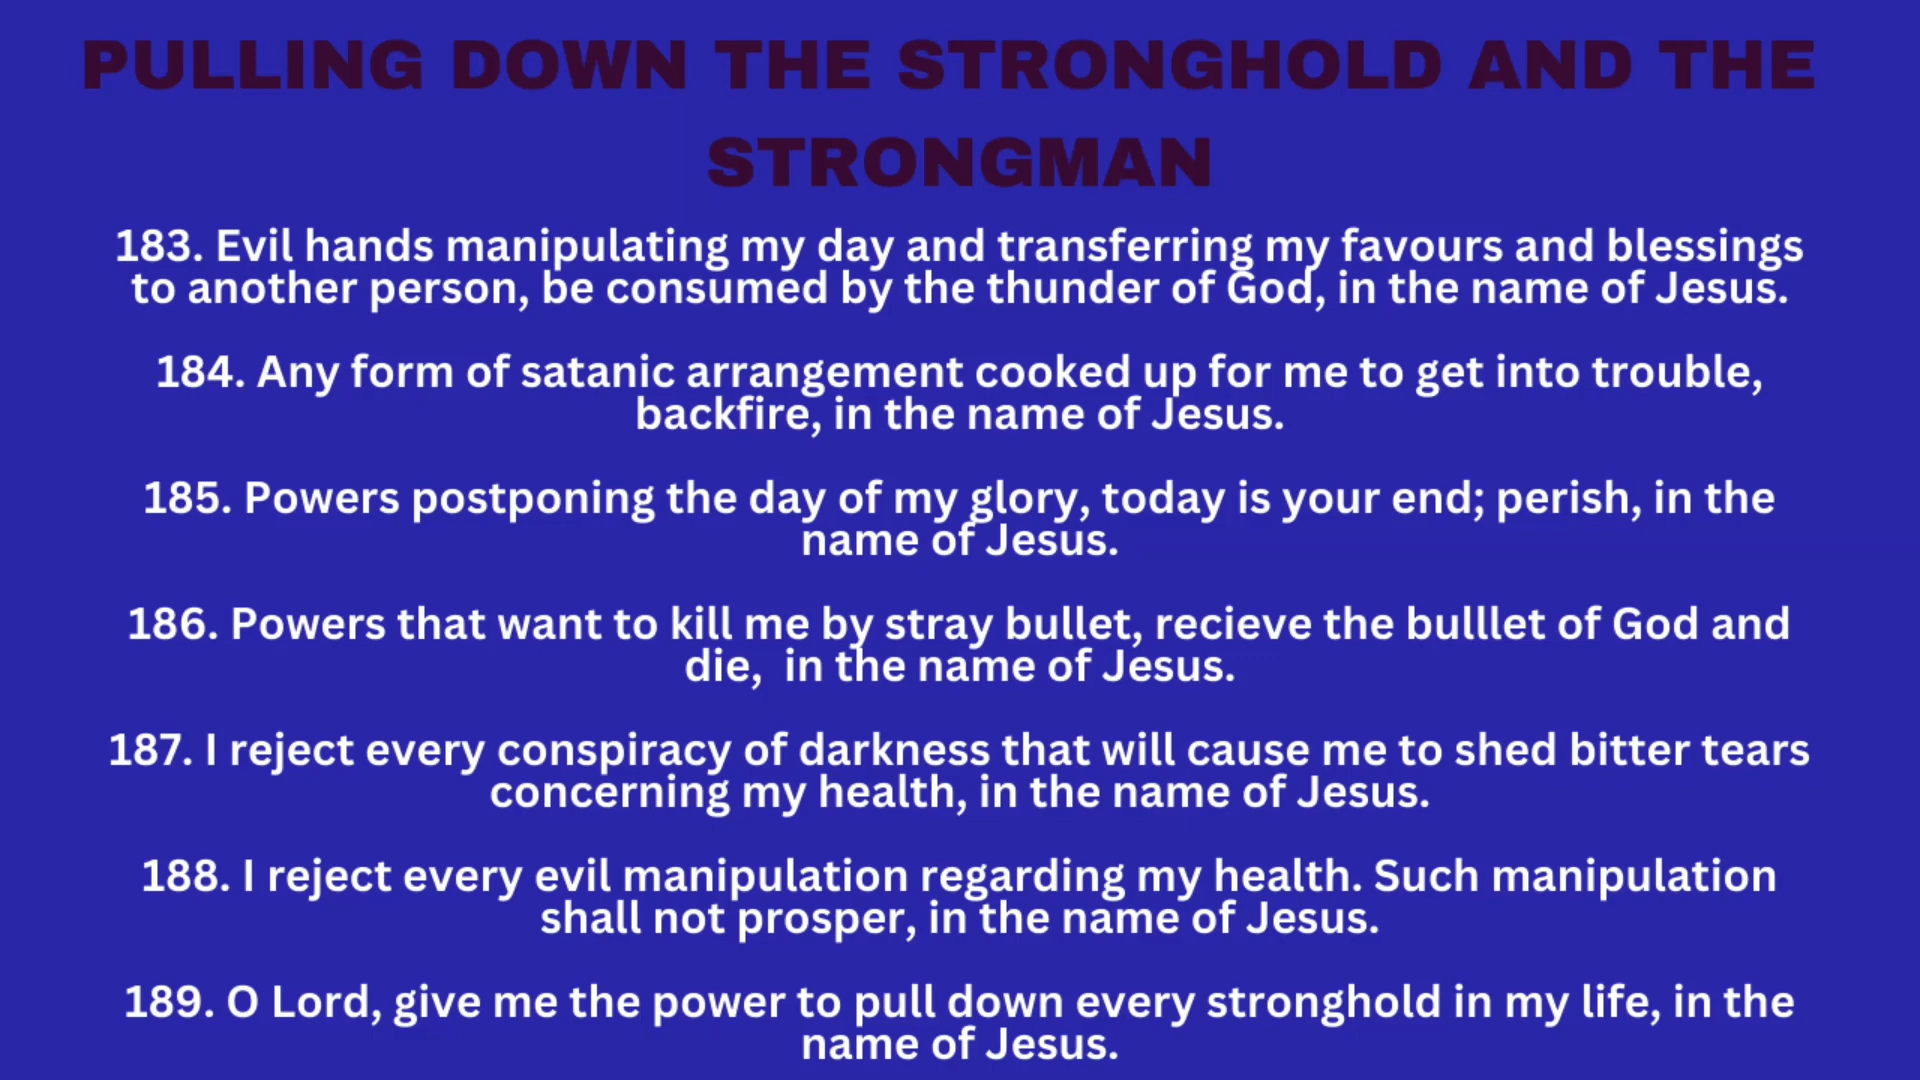 PULLING DOWN THE STRONGHOLD AND THE
STRONGMAN
183. Evil hands manipulating my day and transferring my favours and blessings
to another person, be consumed by the thunder of God, in the name of Jesus.
184. Any form of satanic arrangement cooked up for me to get into trouble,
backfire, in the name of Jesus.
185. Powers postponing the day of my glory, today is your end; perish, in the
name of Jesus.
186. Powers that want to kill me by stray bullet, recieve the bulllet of God and
die,  in the name of Jesus.
187. I reject every conspiracy of darkness that will cause me to shed bitter tears
concerning my health, in the name of Jesus.
188. I reject every evil manipulation regarding my health. Such manipulation
shall not prosper, in the name of Jesus.
189. O Lord, give me the power to pull down every stronghold in my life, in the
name of Jesus.